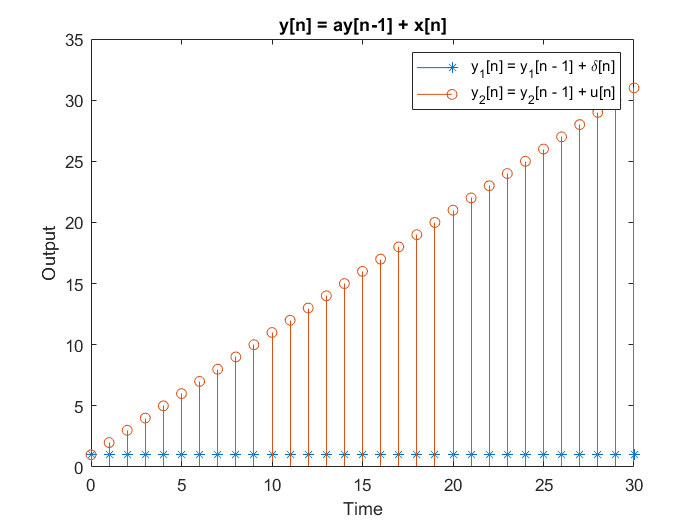 y[n] = ay[n-1] + x[n]
y₁[n] = y₁[n - 1] + δ[n]
y₂[n] = y₂[n - 1] + u[n]
35
30
25
20
15
10
5
0
Output
0 5 10 15 20 25 30
Time